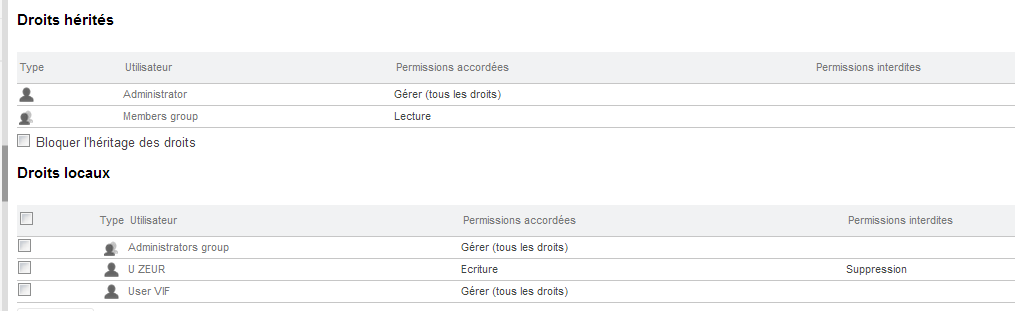 Droits hérités
Type Utilisateur Permissions accordées Permissions interdites
Administrator Gérer (tous les droits)
Members group Lecture
Bloquer l'héritage des droits
Droits locaux
Type Utilisateur Permissions accordées Permissions interdites
Administrators group Gérer (tous les droits)
U ZEUR Ecriture Suppression
User VIF Gérer (tous les droits)